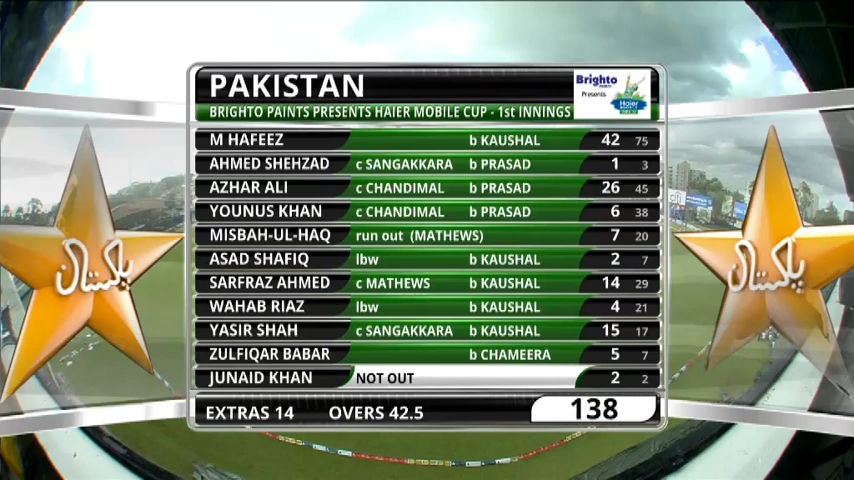 PAKISTAN
BRIGHTO PAINTS PRESENTS HAIER MOBILE CUP - 1st INNINGS
Brighto
Presents
Haier
M HAFEEZ b KAUSHAL 42 75
AHMED SHEHZAD c SANGAKKARA b PRASAD 1 3
AZHAR ALI c CHANDIMAL b PRASAD 26 45
YOUNUS KHAN c CHANDIMAL b PRASAD 6 38
MISBAH-UL-HAQ run out (MATHEWS) 7 20
ASAD SHAFIQ lbw b KAUSHAL 2 7
SARFRAZ AHMED c MATHEWS b KAUSHAL 14 29
WAHAB RIAZ lbw b KAUSHAL 4 21
YASIR SHAH c SANGAKKARA b KAUSHAL 15 17
ZULFIQAR BABAR b CHAMEERA 5 7
JUNAID KHAN NOT OUT 2 2
EXTRAS 14 OVERS 42.5 138
پاکستان
پاکستان